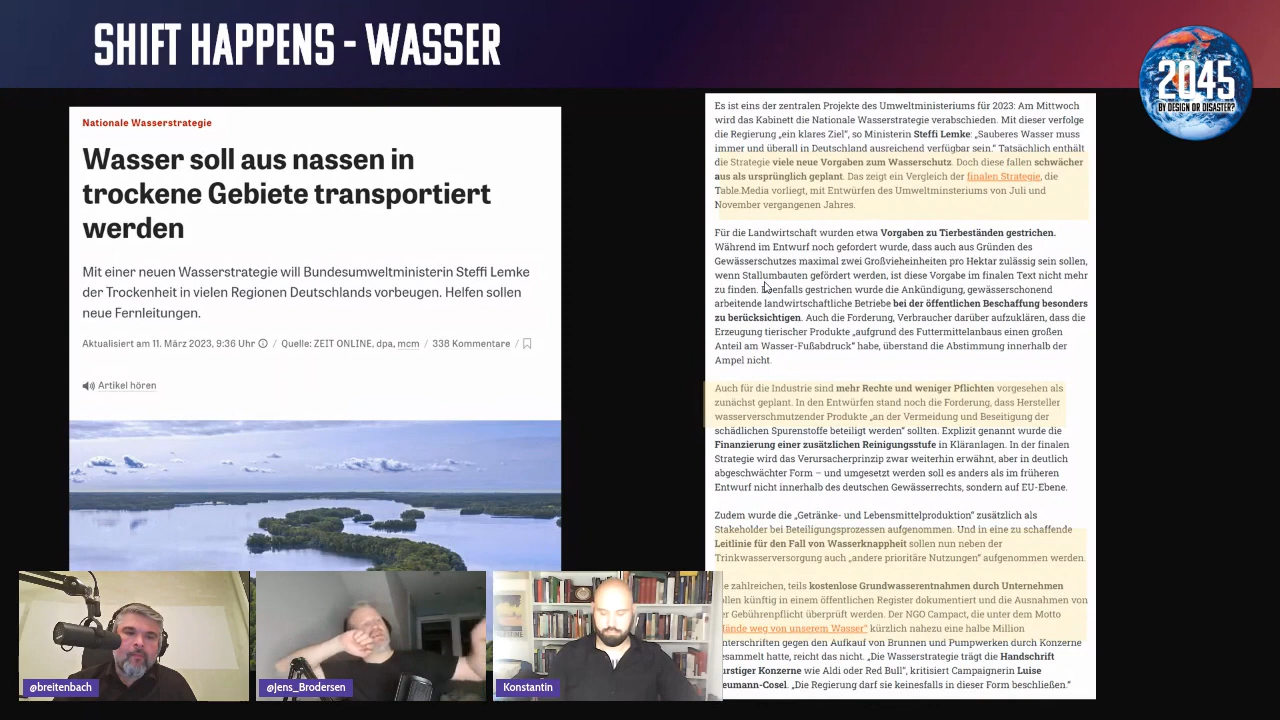 SHIFT HAPPENS - WASSER
2045
BY DESIGN OR DISASTER?
Nationale Wasserstrategie
Wasser soll aus nassen in
trockene Gebiete transportiert
werden
Mit einer neuen Wasserstrategie will Bundesumweltministerin Steffi Lemke
der Trockenheit in vielen Regionen Deutschlands vorbeugen. Helfen sollen
neue Fernleitungen.
Aktualisiert am 11. März 2023, 9:36 Uhr / Quelle: ZEIT ONLINE, dpa, mcm / 338 Kommentare /
Artikel hören
Es ist eins der zentralen Projekte des Umweltministeriums für 2023: Am Mittwoch
wird das Kabinett die Nationale Wasserstrategie verabschieden. Mit dieser verfolge
die Regierung „ein klares Ziel“, so Ministerin Steffi Lemke: „Sauberes Wasser muss
immer und überall in Deutschland ausreichend verfügbar sein.“ Tatsächlich enthält
die Strategie viele neue Vorgaben zum Wasserschutz. Doch diese fallen schwächer
aus als ursprünglich geplant. Das zeigt ein Vergleich der finalen Strategie, die
Table.Media vorliegt, mit Entwürfen des Umweltministeriums von Juli und
November vergangenen Jahres.
Für die Landwirtschaft wurden etwa Vorgaben zu Tierbeständen gestrichen.
Während im Entwurf noch gefordert wurde, dass auch aus Gründen des
Gewässerschutzes maximal zwei Großvieheinheiten pro Hektar zulässig sein sollen,
wenn Stallumbauten gefördert werden, ist diese Vorgabe im finalen Text nicht mehr
zu finden. Ebenfalls gestrichen wurde die Ankündigung, gewässerschonend
arbeitende landwirtschaftliche Betriebe bei der öffentlichen Beschaffung besonders
zu berücksichtigen. Auch die Forderung, Verbraucher darüber aufzuklären, dass die
Erzeugung tierischer Produkte „aufgrund des Futtermittelanbaus einen großen
Anteil am Wasser-Fußabdruck“ habe, überstand die Abstimmung innerhalb der
Ampel nicht.
Auch für die Industrie sind mehr Rechte und weniger Pflichten vorgesehen als
zunächst geplant. In den Entwürfen stand noch die Forderung, dass Hersteller
wasserverschmutzender Produkte „an der Vermeidung und Beseitigung der
schädlichen Spurenstoffe beteiligt werden“ sollten. Explizit genannt wurde die
Finanzierung einer zusätzlichen Reinigungsstufe in Kläranlagen. In der finalen
Strategie wird das Verursacherprinzip zwar weiterhin erwähnt, aber in deutlich
abgeschwächter Form – und umgesetzt werden soll es anders als im früheren
Entwurf nicht innerhalb des deutschen Gewässerrechts, sondern auf EU-Ebene.
Zudem wurde die „Getränke- und Lebensmittelproduktion“ zusätzlich als
Stakeholder bei Beteiligungsprozessen aufgenommen. Und in eine zu schaffende
Leitlinie für den Fall von Wasserknappheit sollen nun neben der
Trinkwasserversorgung auch „andere prioritäre Nutzungen“ aufgenommen werden.
zahlreichen, teils kostenlose Grundwasserentnahmen durch Unternehmen
ollen künftig in einem öffentlichen Register dokumentiert und die Ausnahmen von
er Gebührenpflicht überprüft werden. Der NGO Campact, die unter dem Motto
ände weg von unserem Wasser“ kürzlich nahezu eine halbe Million
nterschriften gegen den Aufkauf von Brunnen und Pumpwerken durch Konzerne
esammelt hatte, reicht das nicht. „Die Wasserstrategie trägt die Handschrift
urstiger Konzerne wie Aldi oder Red Bull“, kritisiert Campaignerin Luise
eumann-Cosel. „Die Regierung darf sie keinesfalls in dieser Form beschließen.“
@breitenbach
@Jens_Brodersen
Konstantin